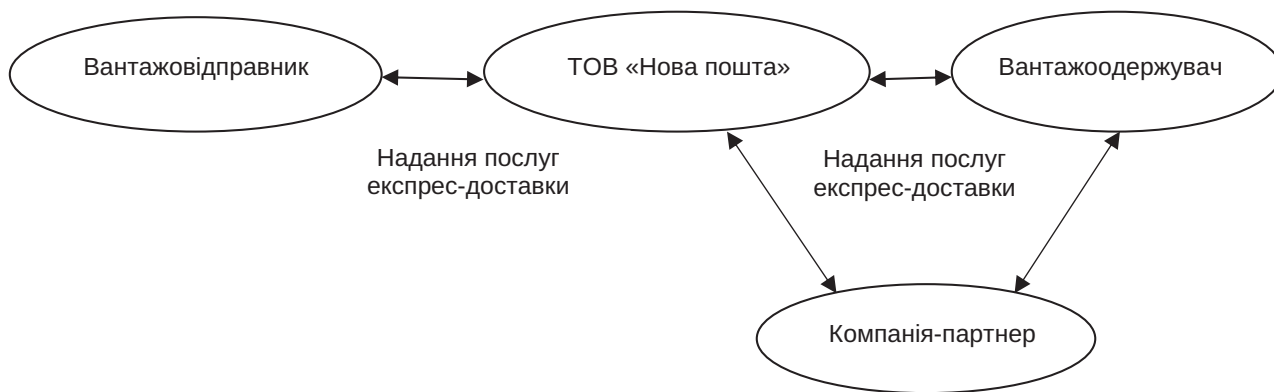 Вантажовідправник
ТОВ «Нова пошта»
Вантажоодержувач
Надання послуг
експрес-доставки
Надання послуг
експрес-доставки
Компанія-партнер